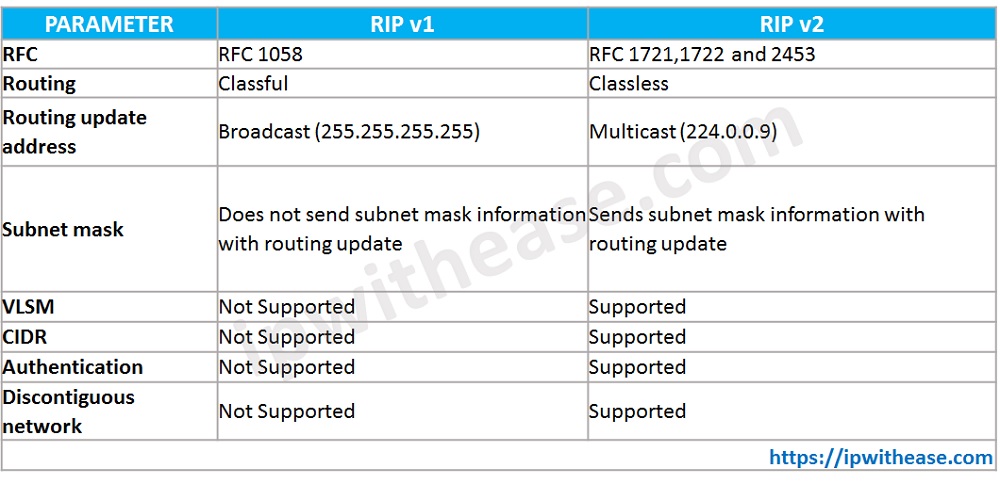 PARAMETER RIP v1 RIP v2
RFC RFC 1058 RFC 1721,1722 and 2453
Routing Classful Classless
Routing update address Broadcast (255.255.255.255) Multicast (224.0.0.9)
Subnet mask Does not send subnet mask information with routing update Sends subnet mask information with routing update
VLSM Not Supported Supported
CIDR Not Supported Supported
Authentication Not Supported Supported
Discontiguous network Not Supported Supported
https://ipwithease.com
ipwithease.com